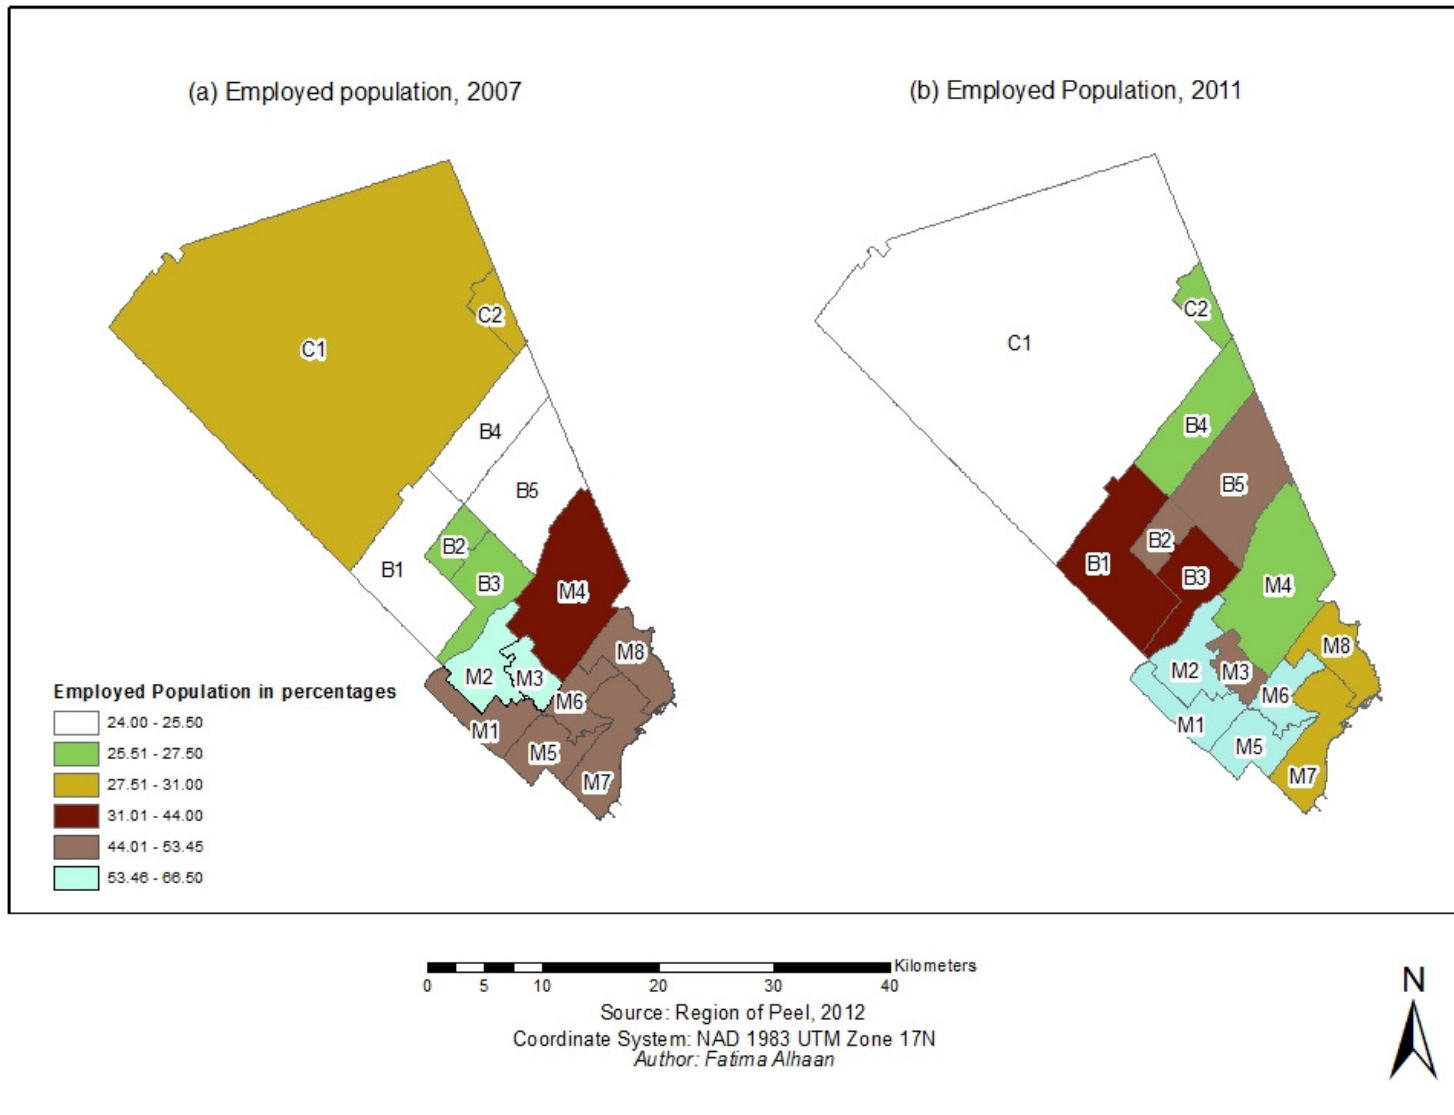 (a) Employed population, 2007
(b) Employed Population, 2011
C1
C2
B4
B5
B2
B1
B3
M4
M8
M2
M3
M6
M1
M5
M7
C1
C2
B4
B5
B2
B1
B3
M4
M8
M2
M3
M6
M1
M5
M7
Employed Population in percentages
24.00 - 25.50
25.51 - 27.50
27.51 - 31.00
31.01 - 44.00
44.01 - 53.45
53.46 - 66.50
Kilometers
0 5 10 20 30 40
Source: Region of Peel, 2012
Coordinate System: NAD 1983 UTM Zone 17N
Author: Fatima Alhaan
N